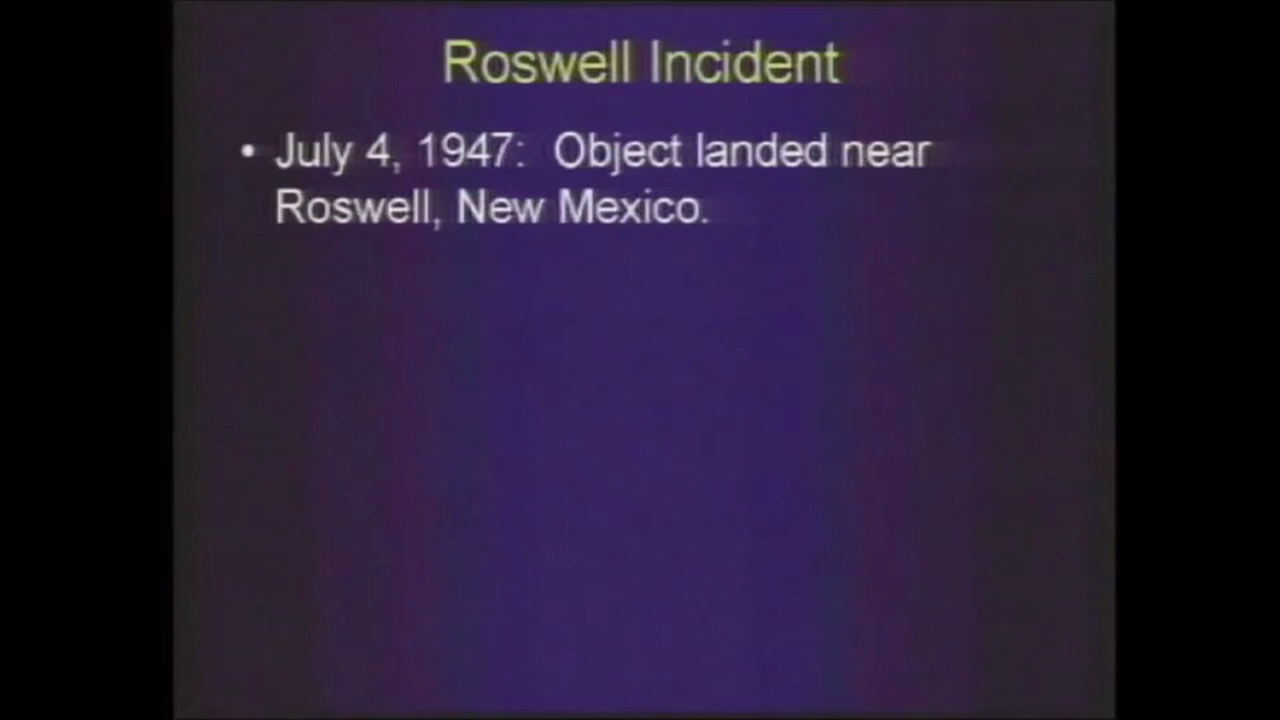 Roswell Incident
• July 4, 1947: Object landed near
Roswell, New Mexico.